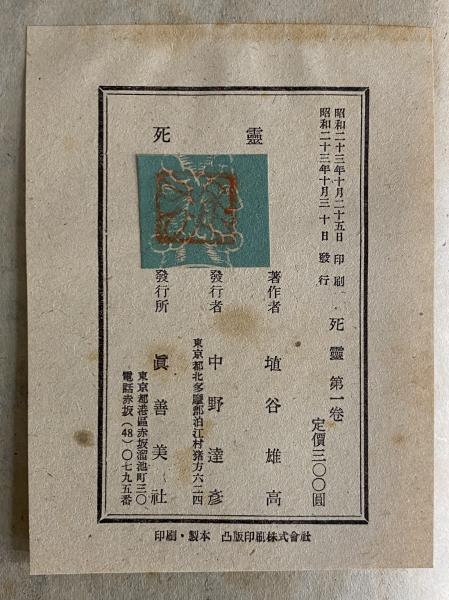 昭和二十三年十月二十五日 印刷
昭和二十三年十月三十日 發行
死靈 第一卷
定價三〇〇圓
死靈
著作者 埴谷雄高
發行者 中野達彦
東京都北多摩郡泊江村猪方六二四
發行所 眞善美社
東京都港區赤坂溜池町三〇
電話赤坂(48)〇七九五番
印刷・製本 凸版印刷株式會社